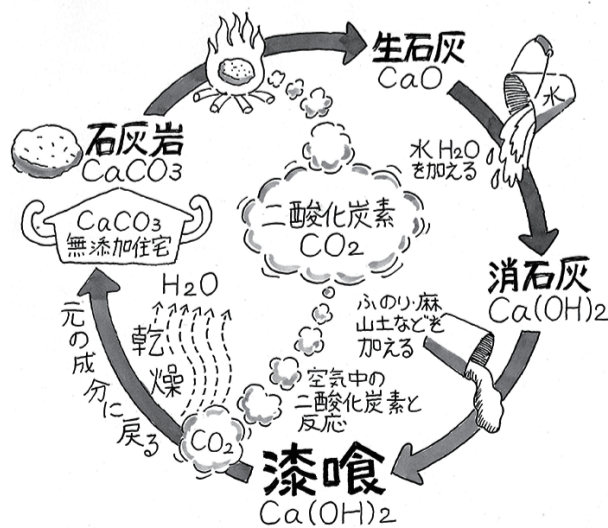 生石灰
CaO
水
水 H2O
を加える
石灰岩
CaCO3
CaCO3
無添加住宅
二酸化炭素
CO2
消石灰
Ca(OH)2
ふのり・麻
山土などを
加える
H2O
乾
燥
元の成分に戻る
空気中の
二酸化炭素と
反応
CO2
漆喰
Ca(OH)2